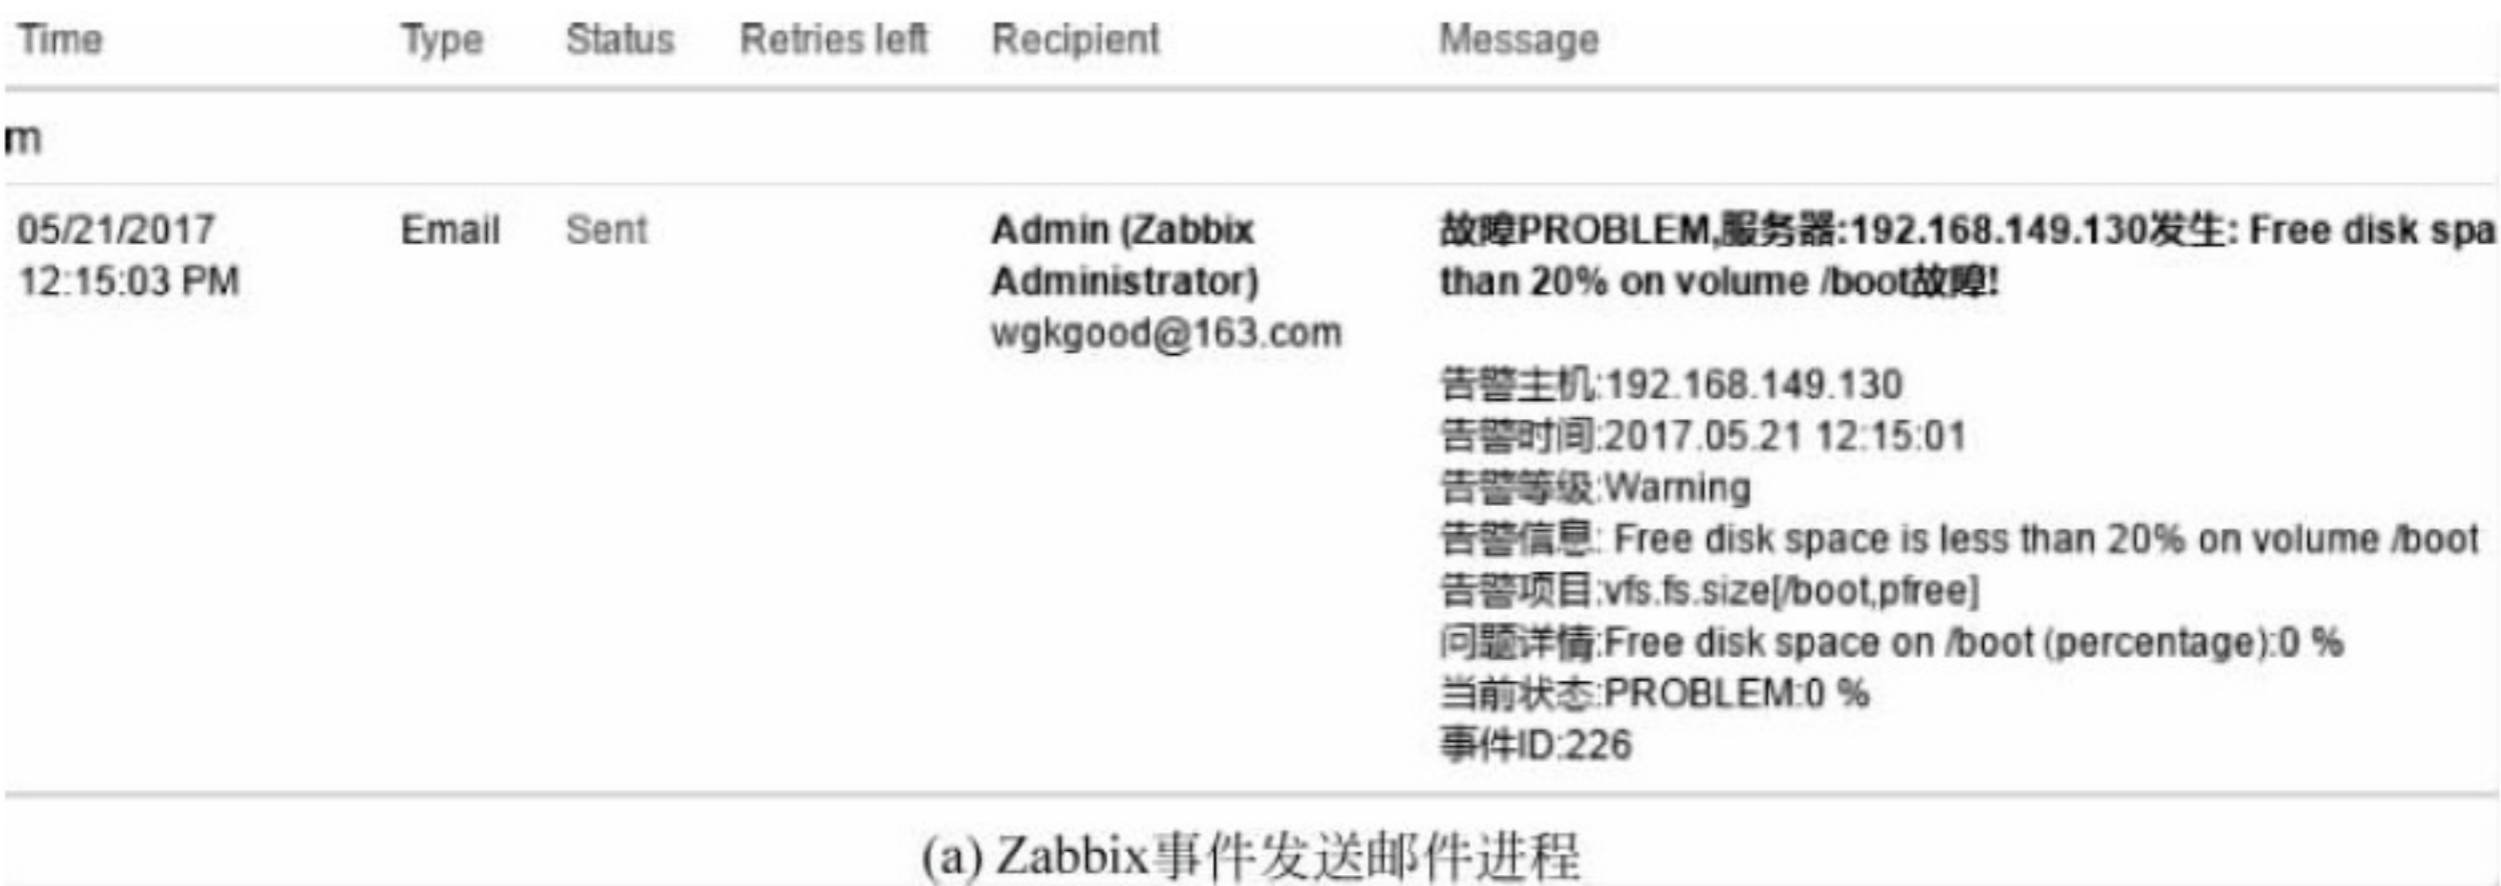 Time Type Status Retries left Recipient Message
m
05/21/2017 Email Sent Admin (Zabbix 故障PROBLEM,服务器:192.168.149.130发生: Free disk spa
12:15:03 PM Administrator) than 20% on volume /boot故障!
wgkgood@163.com
告警主机:192.168.149.130
告警时间:2017.05.21 12:15:01
告警等级:Warning
告警信息: Free disk space is less than 20% on volume /boot
告警项目:vfs.fs.size[/boot,pfree]
问题详情:Free disk space on /boot (percentage):0 %
当前状态:PROBLEM:0 %
事件ID:226
(a) Zabbix事件发送邮件进程